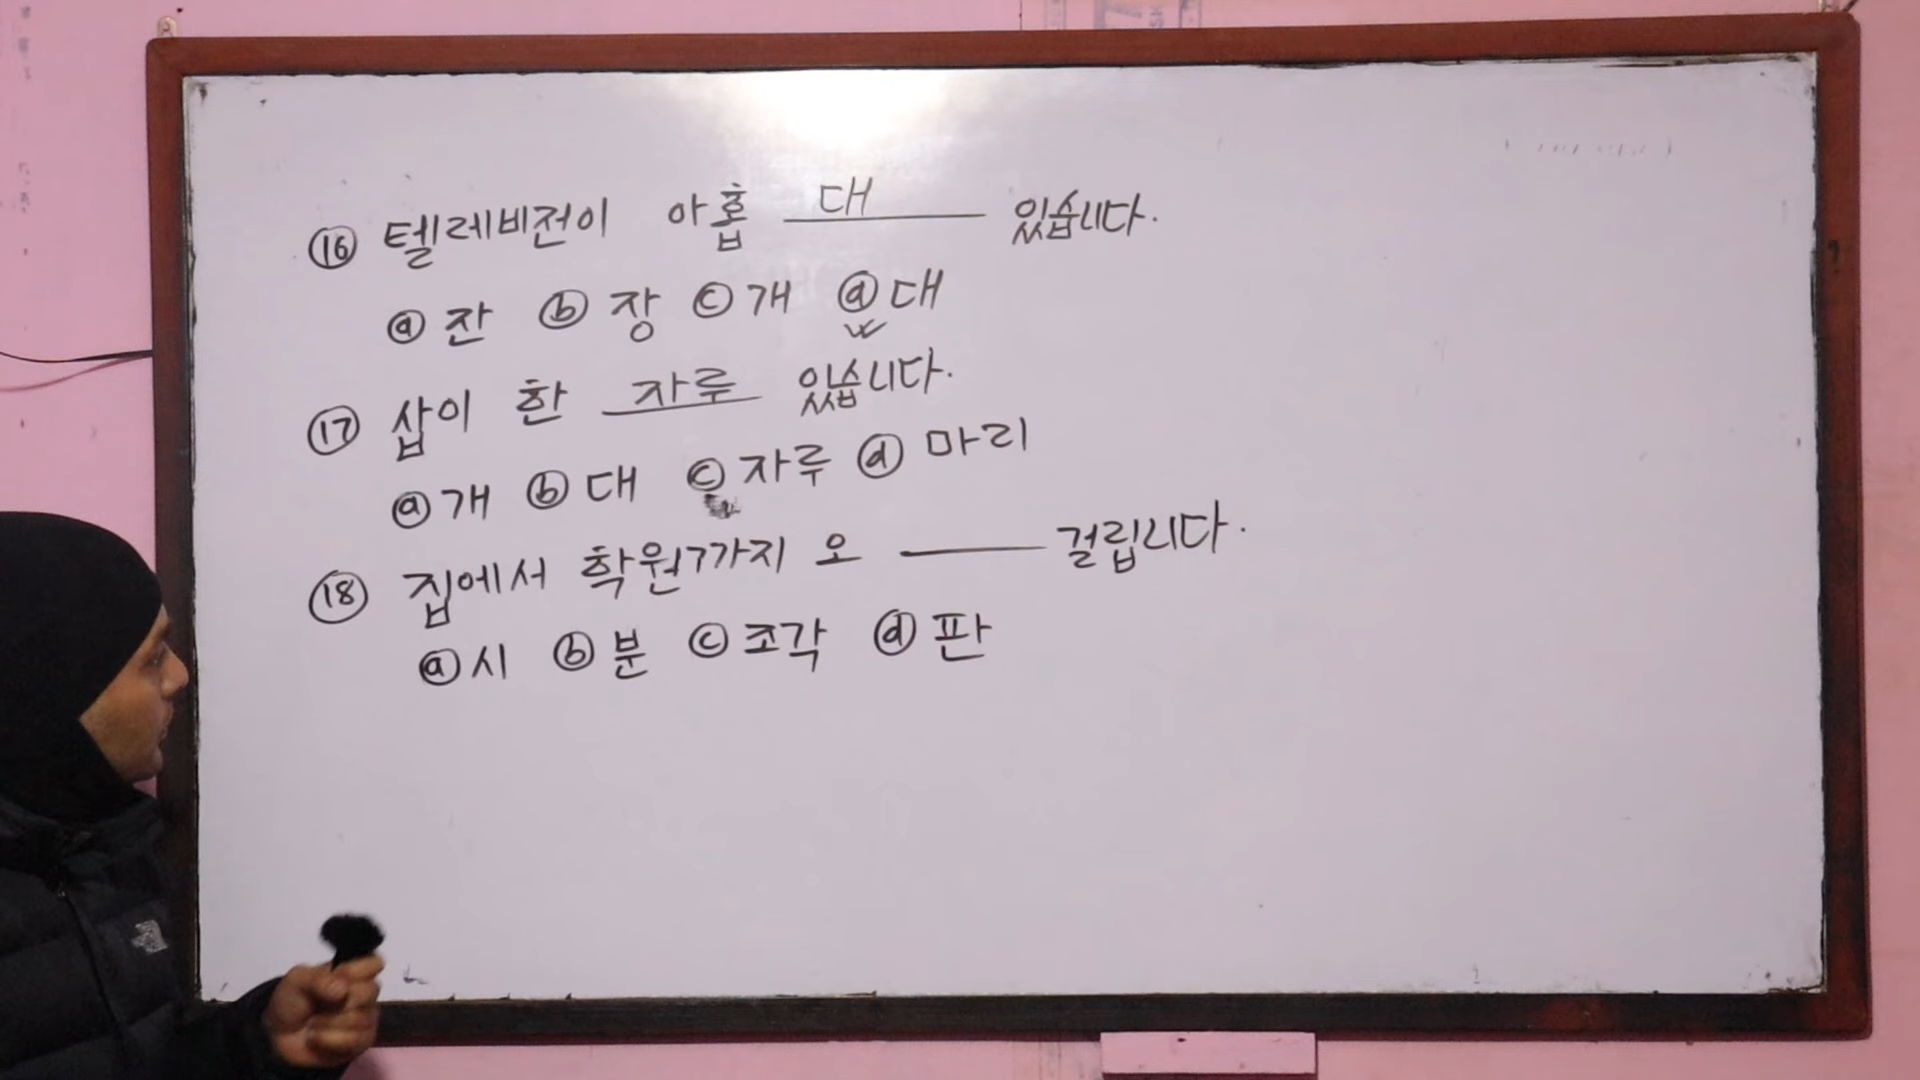 ⑯ 텔레비전이 아홉 대 있습니다.
ⓐ 잔 ⓑ 장 ⓒ 개 ⓓ 대
⑰ 삽이 한 자루 있습니다.
ⓐ 개 ⓑ 대 ⓒ 자루 ⓓ 마리
⑱ 집에서 학원까지 오 ___ 걸립니다.
ⓐ 시 ⓑ 분 ⓒ 조각 ⓓ 판